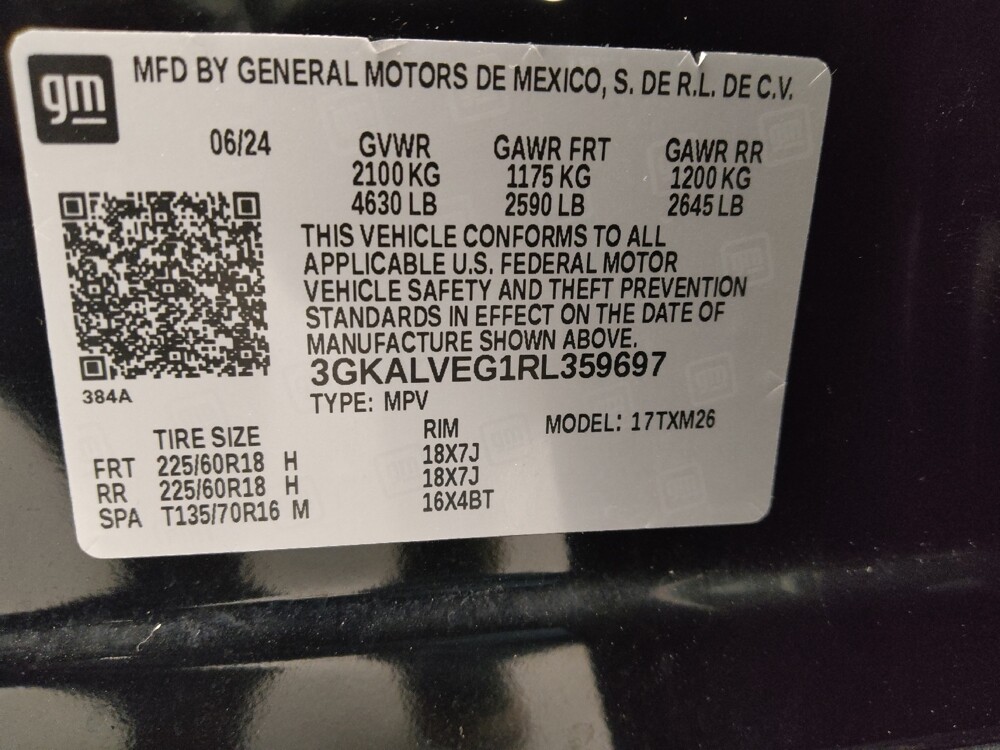 gm
MFD BY GENERAL MOTORS DE MEXICO, S. DE R.L. DE C.V.
06/24 GVWR GAWR FRT GAWR RR
2100 KG 1175 KG 1200 KG
4630 LB 2590 LB 2645 LB
THIS VEHICLE CONFORMS TO ALL
APPLICABLE U.S. FEDERAL MOTOR
VEHICLE SAFETY AND THEFT PREVENTION
STANDARDS IN EFFECT ON THE DATE OF
MANUFACTURE SHOWN ABOVE.
3GKALVEG1RL359697
384A
TYPE: MPV
TIRE SIZE RIM MODEL: 17TXM26
FRT 225/60R18 H 18X7J
RR 225/60R18 H 18X7J
SPA T135/70R16 M 16X4BT